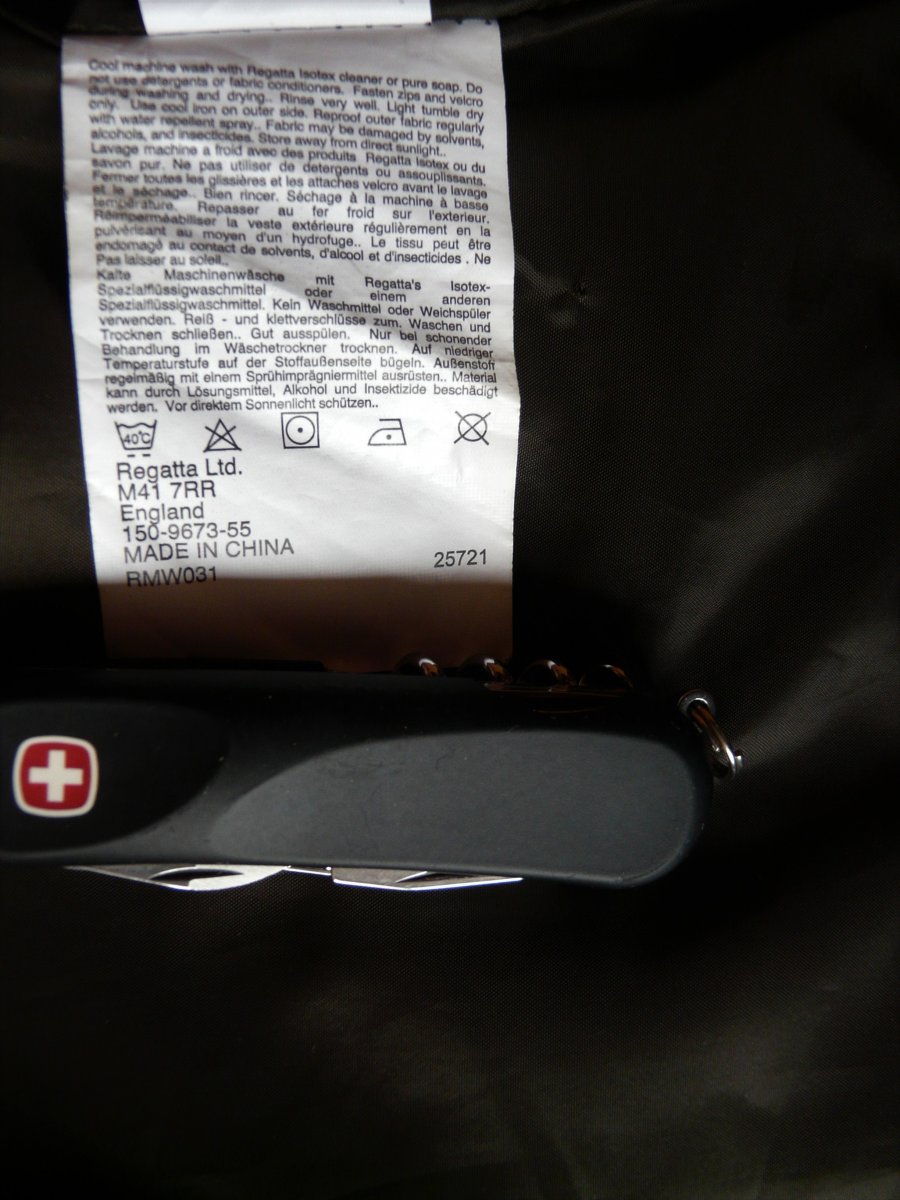 Cool machine wash with Regatta Isotex cleaner or pure soap. Do
not use detergents or fabric conditioners. Fasten zips and velcro
during washing and drying.. Rinse very well. Light tumble dry
only. Use cool iron on outer side. Reproof outer fabric regularly
with water repellent spray.. Fabric may be damaged by solvents,
alcohols, and insecticides. Store away from direct sunlight..
Lavage machine a froid avec des produits Regatta Isotex ou du
savon pur. Ne pas utiliser de detergents ou assouplissants.
Fermer toutes les glissières et les attaches velcro avant le lavage
et le séchage.. Bien rincer. Séchage à la machine à basse
température. Repasser au fer froid sur l'exterieur.
Réimperméabiliser la veste extérieure régulièrement en la
pulvérisant au moyen d'un hydrofuge.. Le tissu peut être
endomagé au contact de solvents, d'alcool et d'insecticides . Ne
Pas laisser au soleil..
Kalte Maschinenwäsche mit Regatta's Isotex-
Spezialflüssigwaschmittel oder einem anderen
Spezialflüssigwaschmittel. Kein Waschmittel oder Weichspüler
verwenden. Reiß - und klettverschlüsse zum. Waschen und
Trocknen schließen.. Gut ausspülen. Nur bei schonender
Behandlung im Wäschetrockner trocknen. Auf niedriger
Temperaturstufe auf der Stoffaußenseite bügeln. Außenstoff
regelmäßig mit einem Sprühimprägniermittel ausrüsten.. Material
kann durch Lösungsmittel, Alkohol und Insektizide beschädigt
werden. Vor direktem Sonnenlicht schützen..
40°C
Regatta Ltd.
M41 7RR
England
150-9673-55
MADE IN CHINA
25721
RMW031